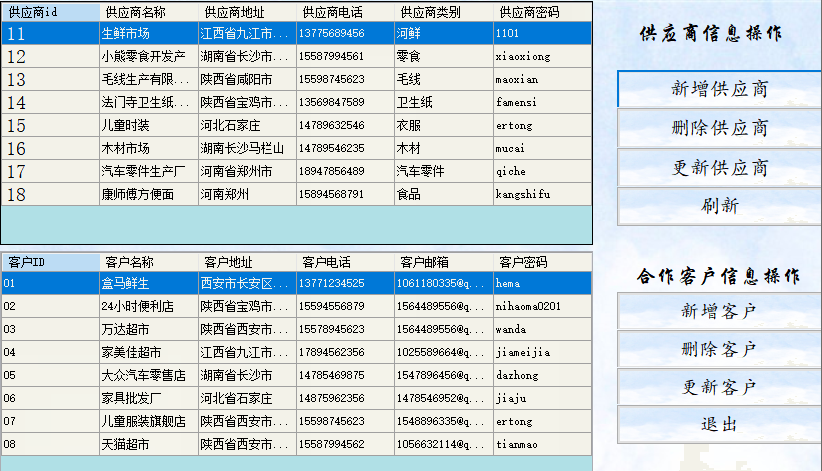 供应商id 供应商名称 供应商地址 供应商电话 供应商类别 供应商密码
11 生鲜市场 江西省九江市... 13775689456 河鲜 1101
12 小熊零食开发产 湖南省长沙市... 15587994561 零食 xiaoxiong
13 毛线生产有限... 陕西省咸阳市 15598745623 毛线 maoxian
14 法门寺卫生纸... 陕西省宝鸡市... 13569847589 卫生纸 famensi
15 儿童时装 河北石家庄 14789632546 衣服 ertong
16 木材市场 湖南长沙马栏山 14789546235 木材 mucai
17 汽车零件生产厂 河南省郑州市 18947856489 汽车零件 qiche
18 康师傅方便面 河南郑州 15894568791 食品 kangshifu
供应商信息操作
新增供应商
删除供应商
更新供应商
刷新
客户ID 客户名称 客户地址 客户电话 客户邮箱 客户密码
01 盒马鲜生 西安市长安区... 13771234525 1061180335@q... hema
02 24小时便利店 陕西省宝鸡市... 15594556879 1564489556@q... nihaoma0201
03 万达超市 陕西省西安市... 15578945623 1564489556@q... wanda
04 家美佳超市 江西省九江市... 17894562356 1025589664@q... jiameijia
05 大众汽车零售店 湖南省长沙市 14785469875 1547896456@q... dazhong
06 家具批发厂 河北省石家庄 14875962356 1478546952@q... jiaju
07 儿童服装旗舰店 陕西省西安市... 15598745623 1548896335@q... ertong
08 天猫超市 陕西省西安市... 15587994562 1056632114@q... tianmao
合作客户信息操作
新增客户
删除客户
更新客户
退出